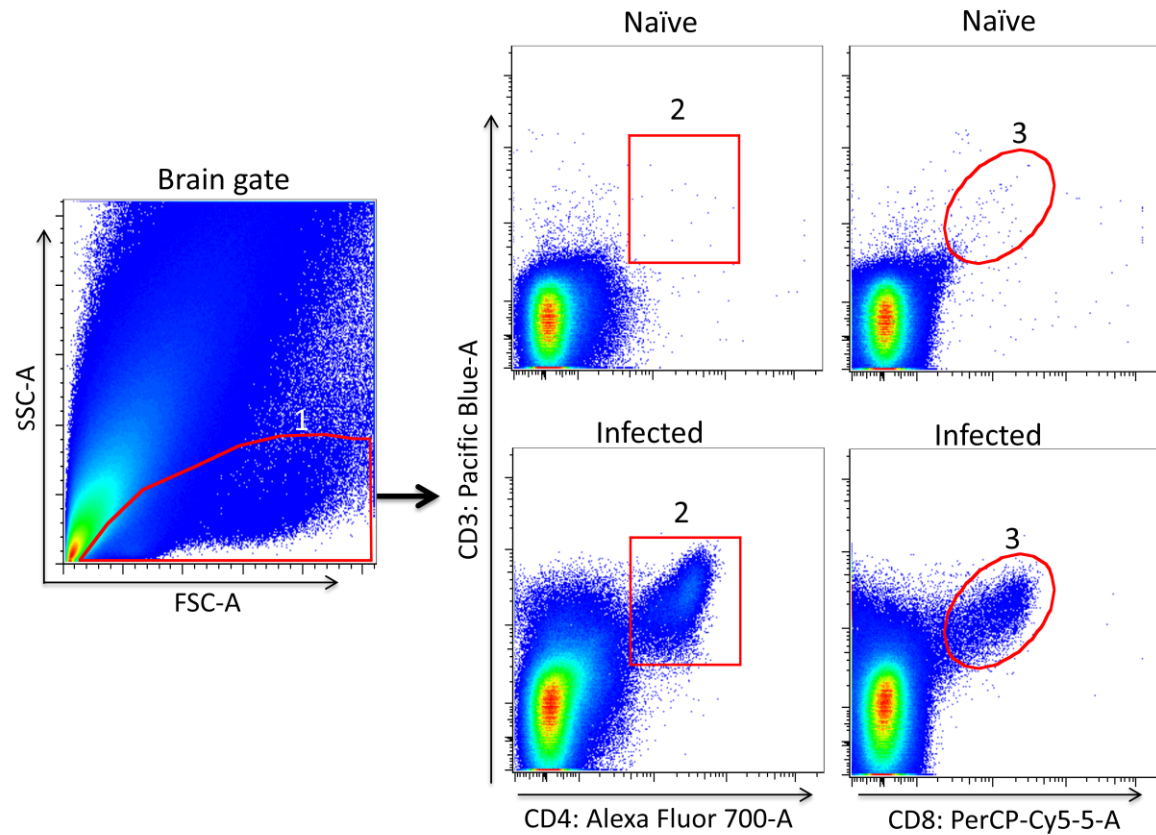 Brain gate
1
SSC-A
FSC-A
Naïve
2
Naïve
3
CD3: Pacific Blue-A
Infected
2
Infected
3
CD4: Alexa Fluor 700-A
CD8: PerCP-Cy5-5-A